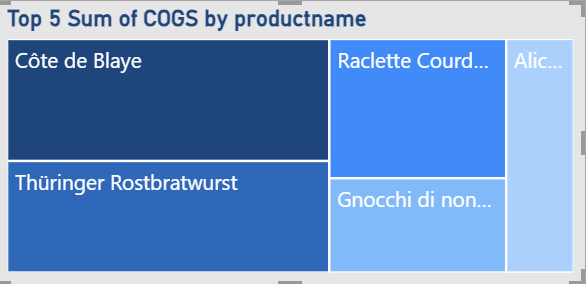 Top 5 Sum of COGS by productname
Côte de Blaye
Thüringer Rostbratwurst
Raclette Courd...
Gnocchi di non...
Alic...